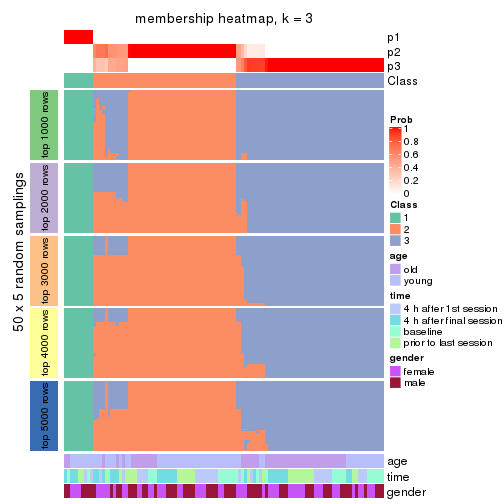 membership heatmap, k = 3
p1
p2
p3
Class
50 x 5 random samplings
top 1000 rows
top 2000 rows
top 3000 rows
top 4000 rows
top 5000 rows
Prob
1
0.8
0.6
0.4
0.2
0
Class
1
2
3
age
old
young
time
4 h after 1st session
4 h after final session
baseline
prior to last session
gender
female
male
age
time
gender